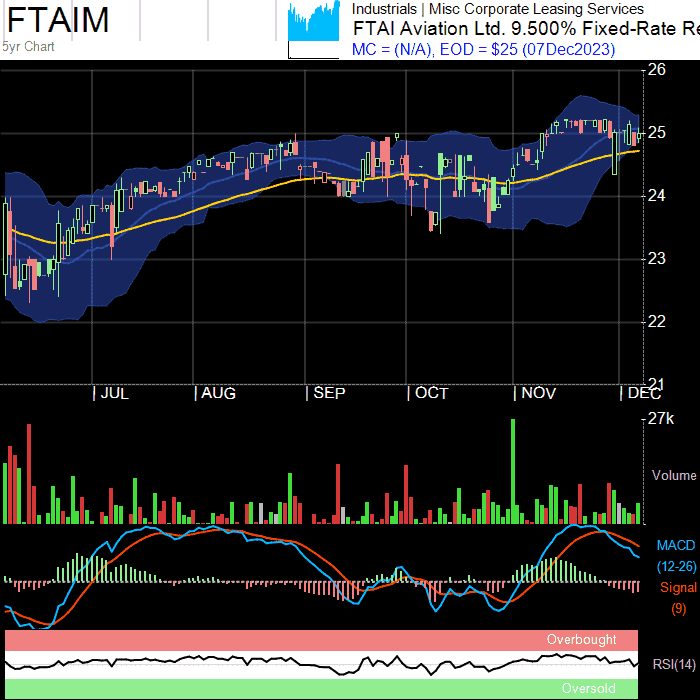 FTAIM
5yr Chart
Industrials | Misc Corporate Leasing Services
FTAI Aviation Ltd. 9.500% Fixed-Rate Re
MC = (N/A), EOD = $25 (07Dec2023)
26
25
24
23
22
21
| JUL | AUG | SEP | OCT | NOV | DEC
27k
Volume
MACD
(12-26)
Signal
(9)
Overbought
RSI(14)
Oversold